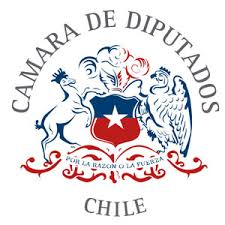 CAMARA DE DIPUTADOS
POR LA RAZON O LA FUERZA
CHILE